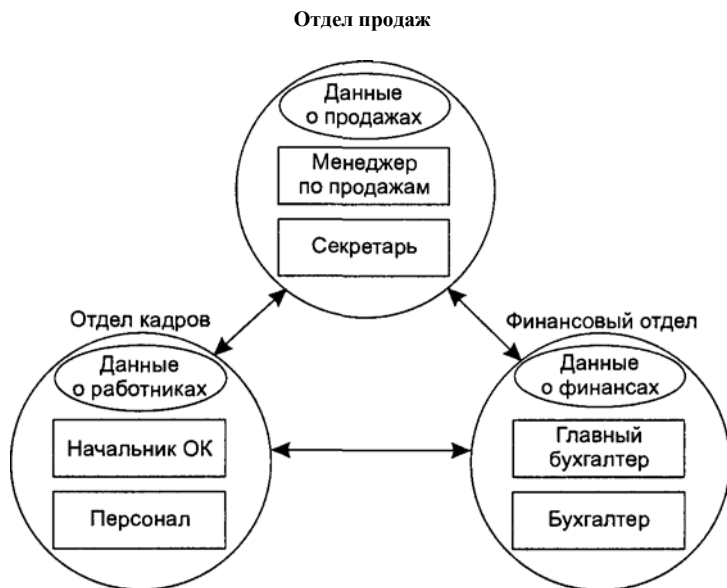 Отдел продаж
Данные
о продажах
Менеджер
по продажам
Секретарь
Отдел кадров
Данные
о работниках
Начальник ОК
Персонал
Финансовый отдел
Данные
о финансах
Главный
бухгалтер
Бухгалтер